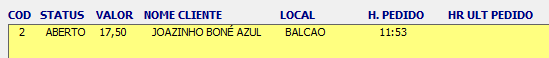 COD STATUS VALOR NOME CLIENTE LOCAL H. PEDIDO HR ULT PEDIDO
2 ABERTO 17,50 JOAZINHO BONÉ AZUL BALCAO 11:53